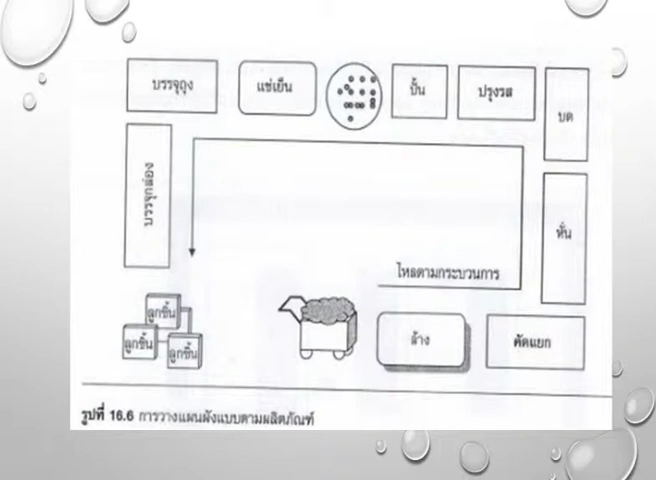 บรรจุถุง
แช่เย็น
ปั้น
ปรุงรส
บด
บรรจุกล่อง
หั่น
ไหลตามกระบวนการ
ลูกชิ้น
ลูกชิ้น
ลูกชิ้น
ล้าง
คัดแยก
รูปที่ 16.6 การวางแผนผังแบบตามผลิตภัณฑ์